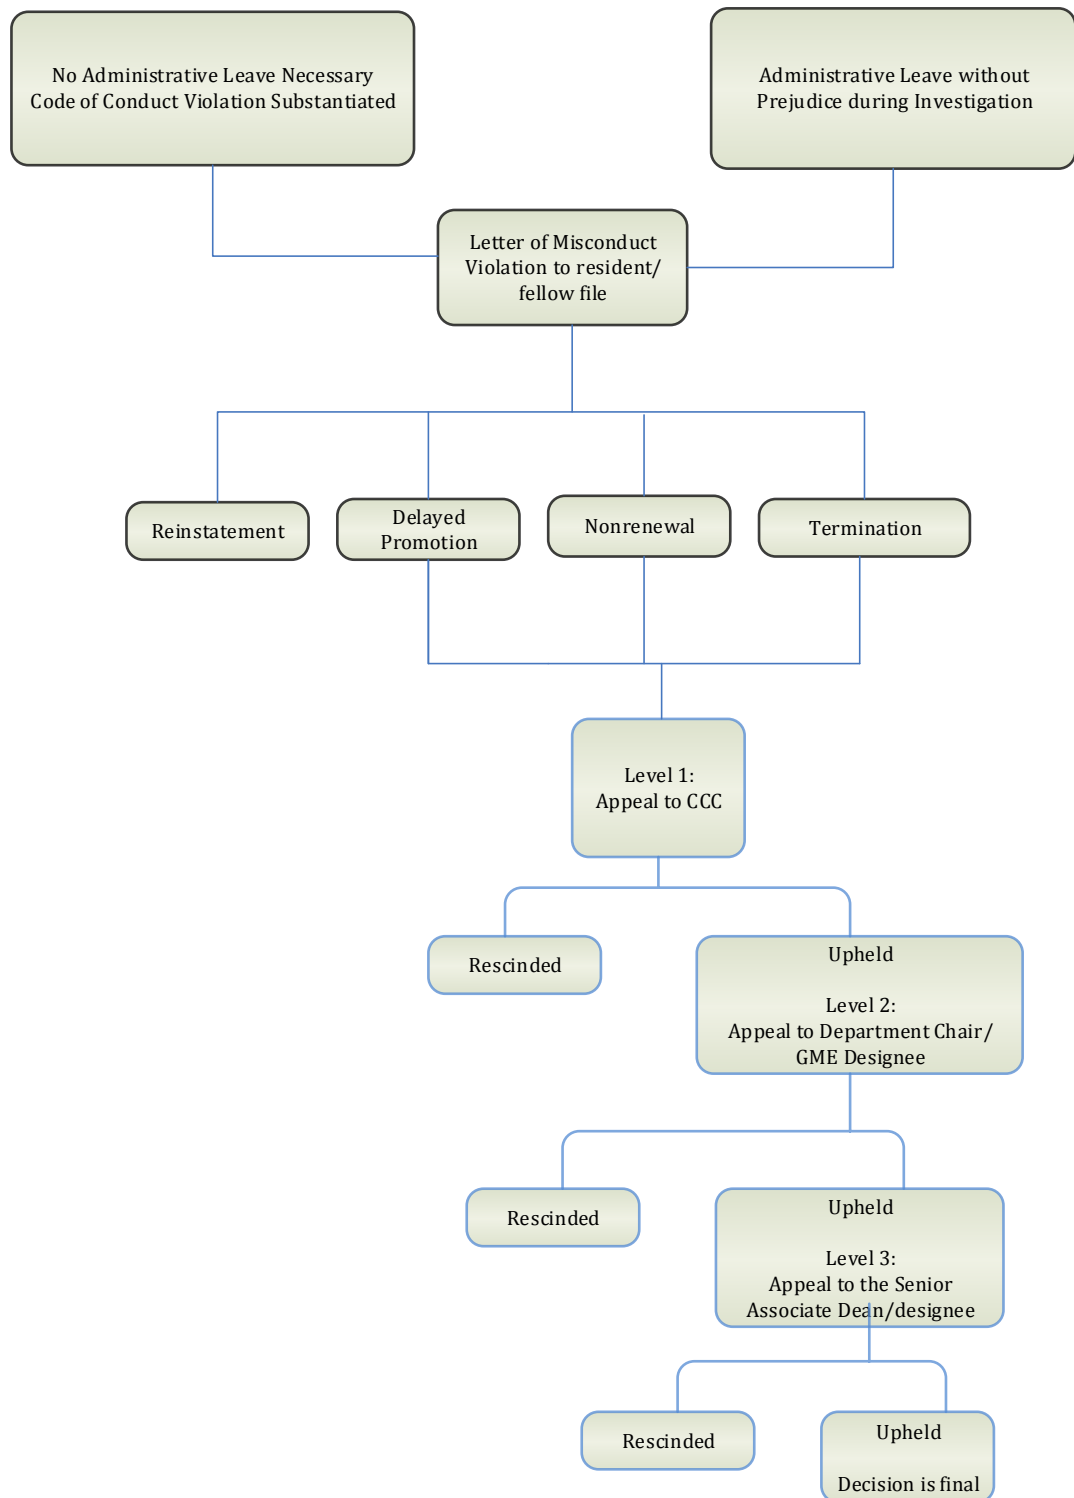 No Administrative Leave Necessary
Code of Conduct Violation Substantiated
Administrative Leave without
Prejudice during Investigation
Letter of Misconduct
Violation to resident/
fellow file
Reinstatement
Delayed
Promotion
Nonrenewal
Termination
Level 1:
Appeal to CCC
Rescinded
Upheld
Level 2:
Appeal to Department Chair/
GME Designee
Rescinded
Upheld
Level 3:
Appeal to the Senior
Associate Dean/designee
Rescinded
Upheld
Decision is final